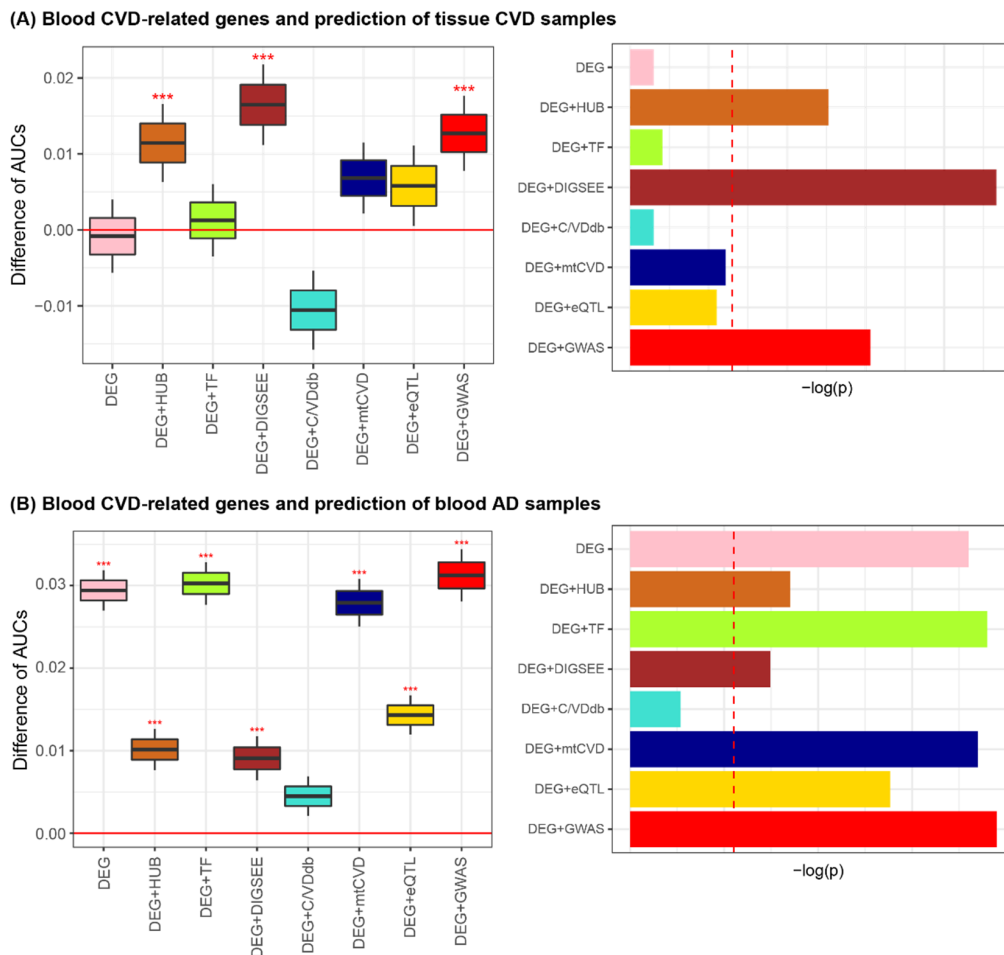 (A) Blood CVD-related genes and prediction of tissue CVD samples
Difference of AUCs
0.02
0.01
0.00
−0.01
***
***
***
DEG
DEG+HUB
DEG+TF
DEG+DIGSEE
DEG+C/VDdb
DEG+mtCVD
DEG+eQTL
DEG+GWAS
DEG
DEG+HUB
DEG+TF
DEG+DIGSEE
DEG+C/VDdb
DEG+mtCVD
DEG+eQTL
DEG+GWAS
−log(p)
(B) Blood CVD-related genes and prediction of blood AD samples
Difference of AUCs
0.03
0.02
0.01
0.00
***
***
***
***
***
***
***
DEG
DEG+HUB
DEG+TF
DEG+DIGSEE
DEG+C/VDdb
DEG+mtCVD
DEG+eQTL
DEG+GWAS
DEG
DEG+HUB
DEG+TF
DEG+DIGSEE
DEG+C/VDdb
DEG+mtCVD
DEG+eQTL
DEG+GWAS
−log(p)